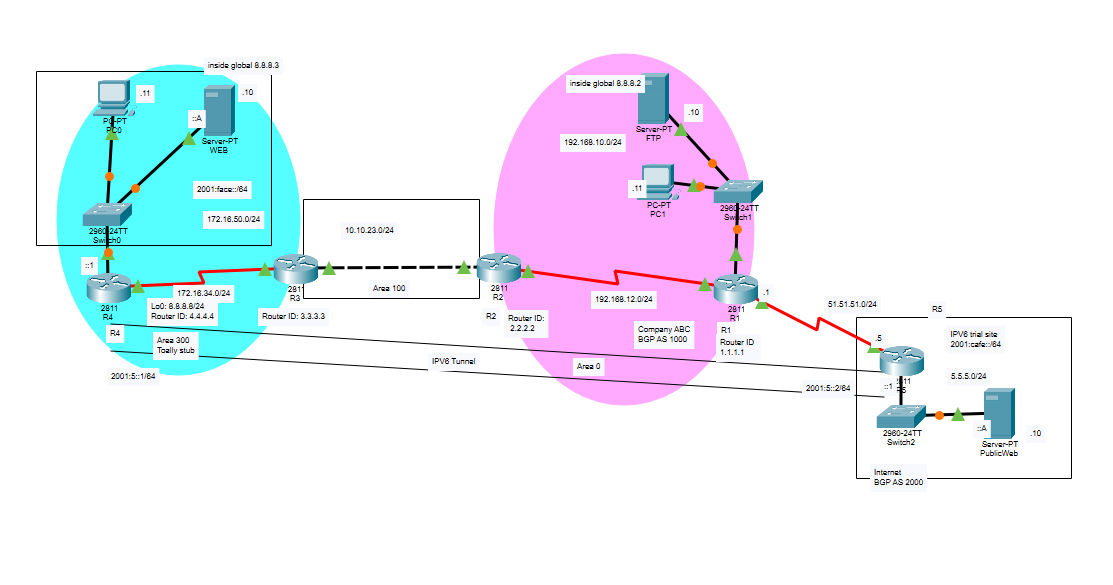 inside global 8.8.8.3
.11
.10
PC-PT
PC0
::A
Server-PT
WEB
2001:face::/64
172.16.50.0/24
2960-24TT
Switch0
::1
2811
R4
172.16.34.0/24
Lo0: 8.8.8.8/24
Router ID: 4.4.4.4
R4
Area 300
Toally stub
2001:5::1/64
2811
R3
Router ID: 3.3.3.3
10.10.23.0/24
Area 100
2811
R2
R2
Router ID:
2.2.2.2
inside global 8.8.8.2
.10
Server-PT
FTP
192.168.10.0/24
.11
PC-PT
PC1
2960-24TT
Switch1
192.168.12.0/24
.1
2811
R1
Company ABC
BGP AS 1000
R1
Router ID
1.1.1.1
Area 0
IPV6 Tunnel
2001:5::2/64
51.51.51.0/24
R5
.5
IPV6 trial site
2001:cafe::/64
::1
5.5.5.0/24
2960-24TT
Switch2
::A
.10
Server-PT
PublicWeb
Internet
BGP AS 2000